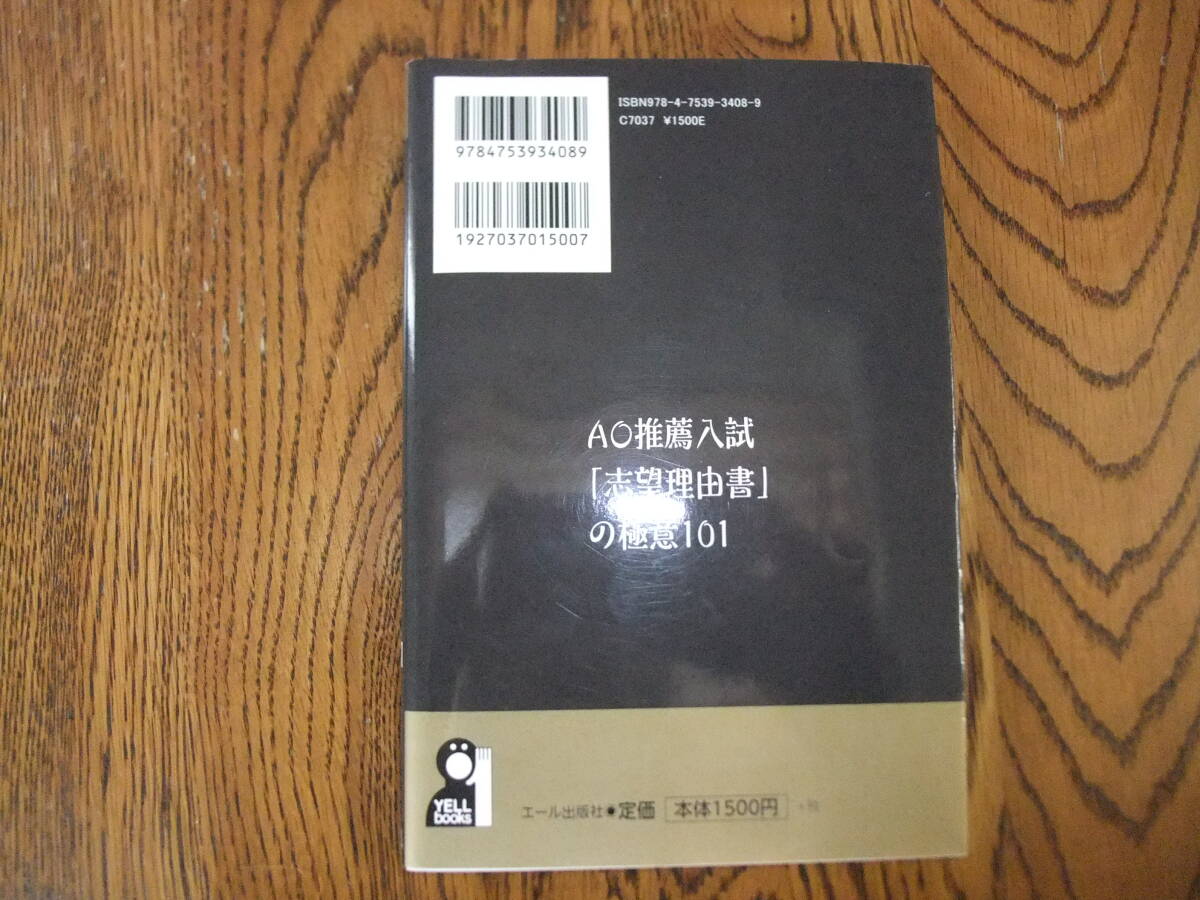 ISBN978-4-7539-3408-9
C7037 ¥1500E
9784753934089
1927037015007
AO推薦入試
「志望理由書」
の極意101
YELL
books
エール出版社●定価 本体1500円 +税